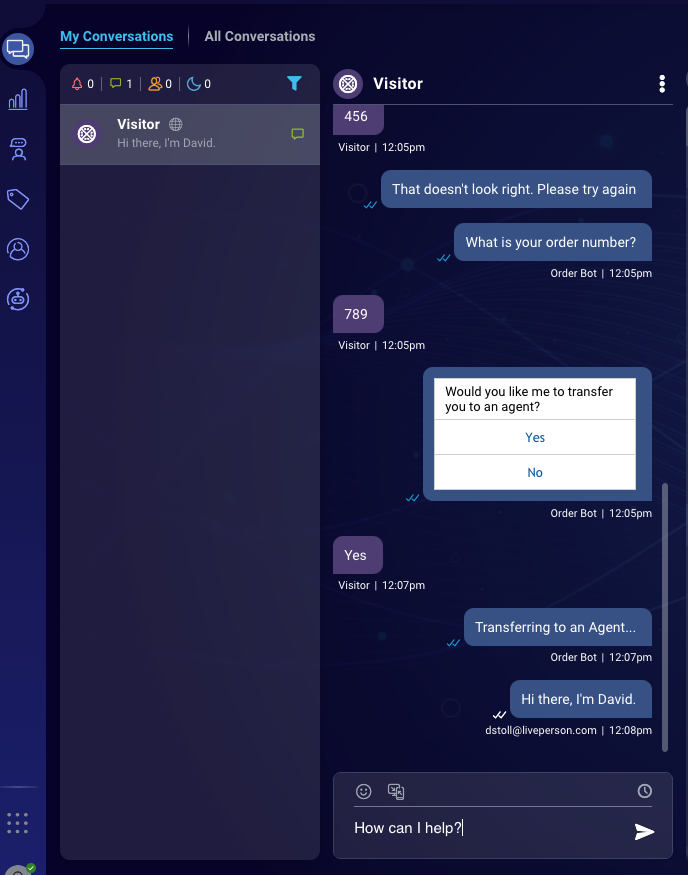 My Conversations
All Conversations
0 1 0 0
Visitor
Hi there, I'm David.
Visitor
456
Visitor | 12:05pm
That doesn't look right. Please try again
What is your order number?
Order Bot | 12:05pm
789
Visitor | 12:05pm
Would you like me to transfer
you to an agent?
Yes
No
Order Bot | 12:05pm
Yes
Visitor | 12:07pm
Transferring to an Agent...
Order Bot | 12:07pm
Hi there, I'm David.
dstoll@liveperson.com | 12:08pm
How can I help?